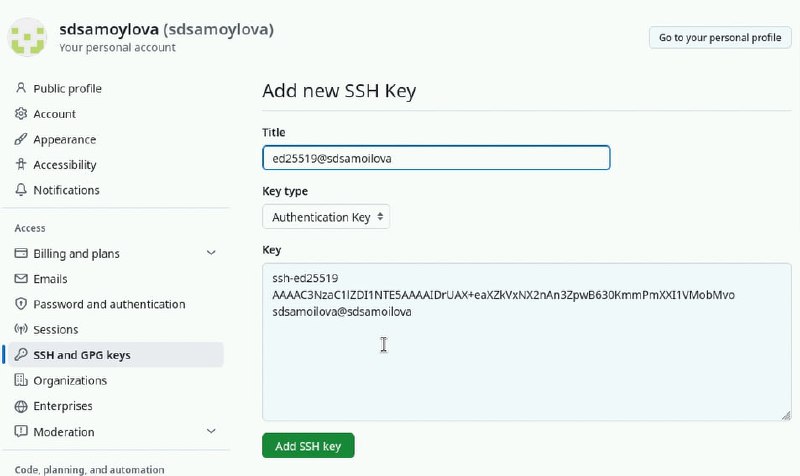 sdsamoylova (sdsamoylova)
Your personal account
Go to your personal profile
Public profile
Account
Appearance
Accessibility
Notifications
Access
Billing and plans
Emails
Password and authentication
Sessions
SSH and GPG keys
Organizations
Enterprises
Moderation
Code, planning, and automation
Add new SSH Key
Title
ed25519@sdsamoilova
Key type
Authentication Key
Key
ssh-ed25519
AAAAC3NzaC1lZDI1NTE5AAAAIDrUAX+eaXZkVxNX2nAn3ZpwB630KmmPmXXI1VMobMvo
sdsamoilova@sdsamoilova
Add SSH key